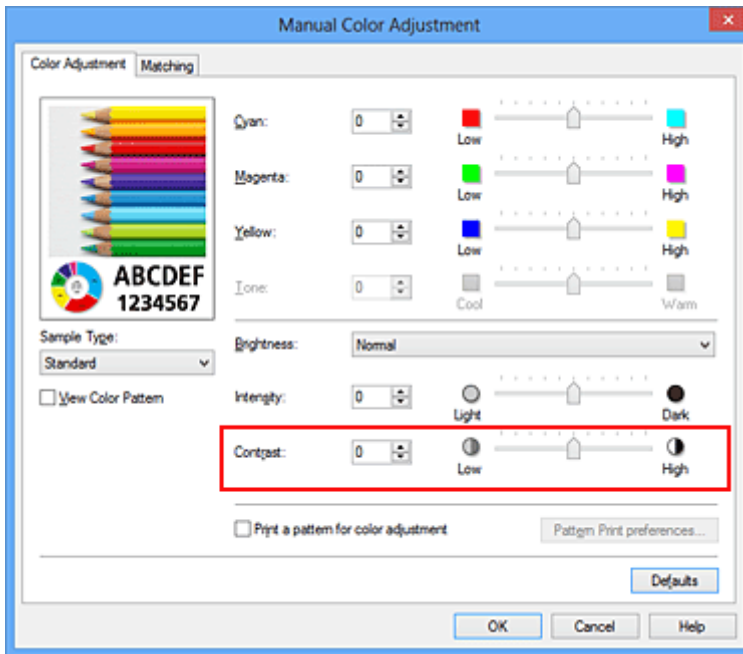 Manual Color Adjustment
Color Adjustment
Matching
ABCDEF
1234567
Sample Type:
Standard
View Color Pattern
Cyan: 0
Low High
Magenta: 0
Low High
Yellow: 0
Low High
Tone: 0
Cool Warm
Brightness: Normal
Intensity: 0
Light Dark
Contrast: 0
Low High
Print a pattern for color adjustment
Pattern Print preferences...
Defaults
OK Cancel Help